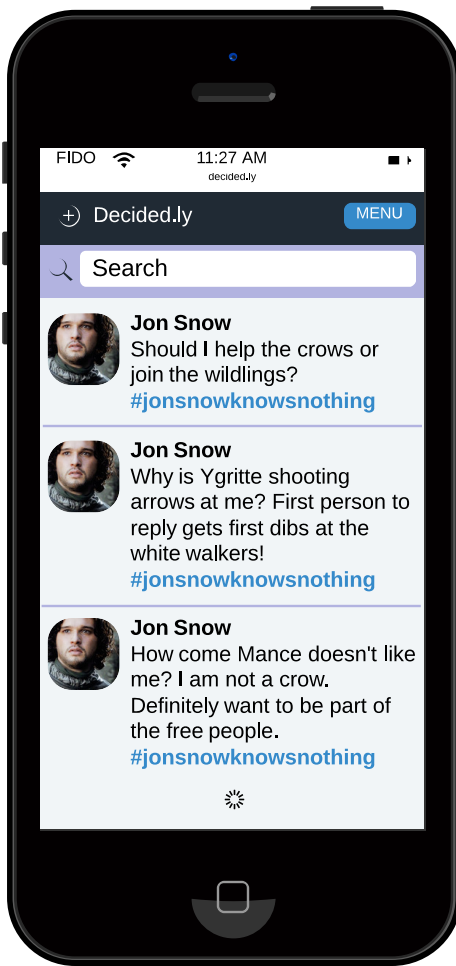 FIDO 11:27 AM
decided.ly
Decided.ly MENU
Search
Jon Snow
Should I help the crows or
join the wildlings?
#jonsnowknowsnothing
Jon Snow
Why is Ygritte shooting
arrows at me? First person to
reply gets first dibs at the
white walkers!
#jonsnowknowsnothing
Jon Snow
How come Mance doesn't like
me? I am not a crow.
Definitely want to be part of
the free people.
#jonsnowknowsnothing